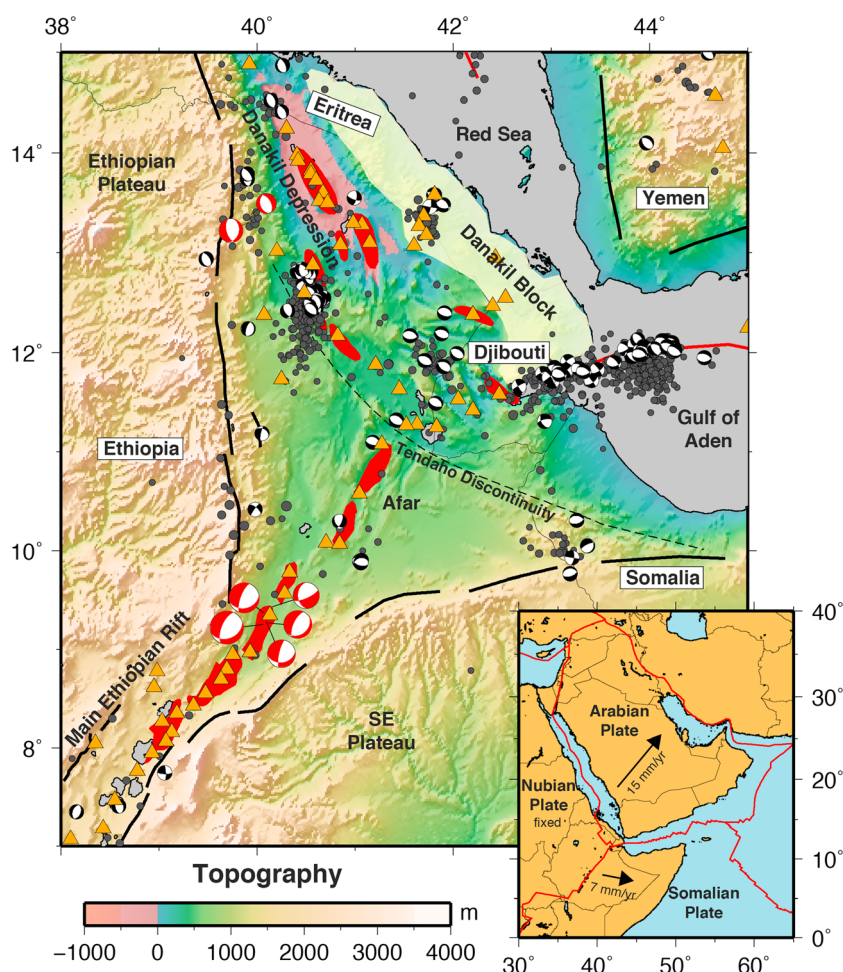 38°
40°
42°
44°
14°
12°
10°
8°
Eritrea
Red Sea
Ethiopian
Plateau
Danakil Depression
Yemen
Danakil Block
Djibouti
Gulf of
Aden
Ethiopia
Tendaho Discontinuity
Afar
Somalia
Main Ethiopian Rift
SE
Plateau
Topography
m
−1000
0
1000
2000
3000
4000
40°
30°
20°
10°
0°
30°
40°
50°
60°
Arabian
Plate
15 mm/yr
Nubian
Plate
fixed
7 mm/yr
Somalian
Plate